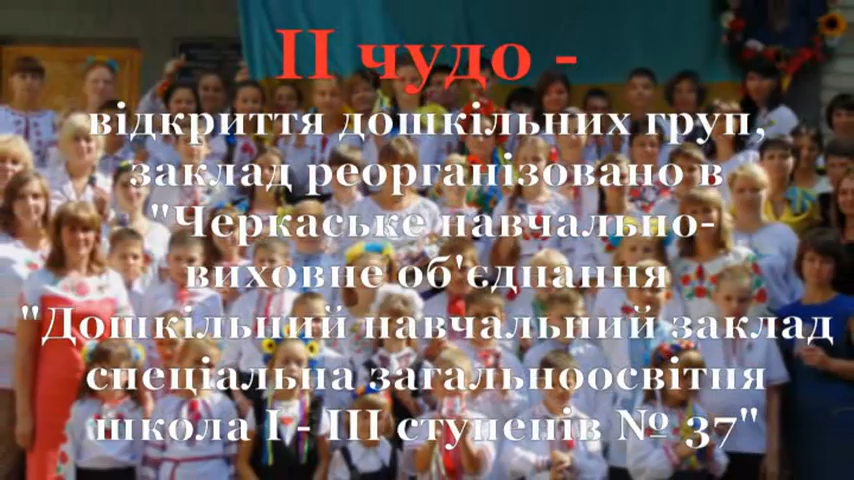 ІІ чудо -
відкриття дошкільних груп,
заклад реорганізовано в
"Черкаське навчально-
виховне об'єднання
"Дошкільний навчальний заклад
спеціальна загальноосвітня
школа І - ІІІ ступенів № 37"